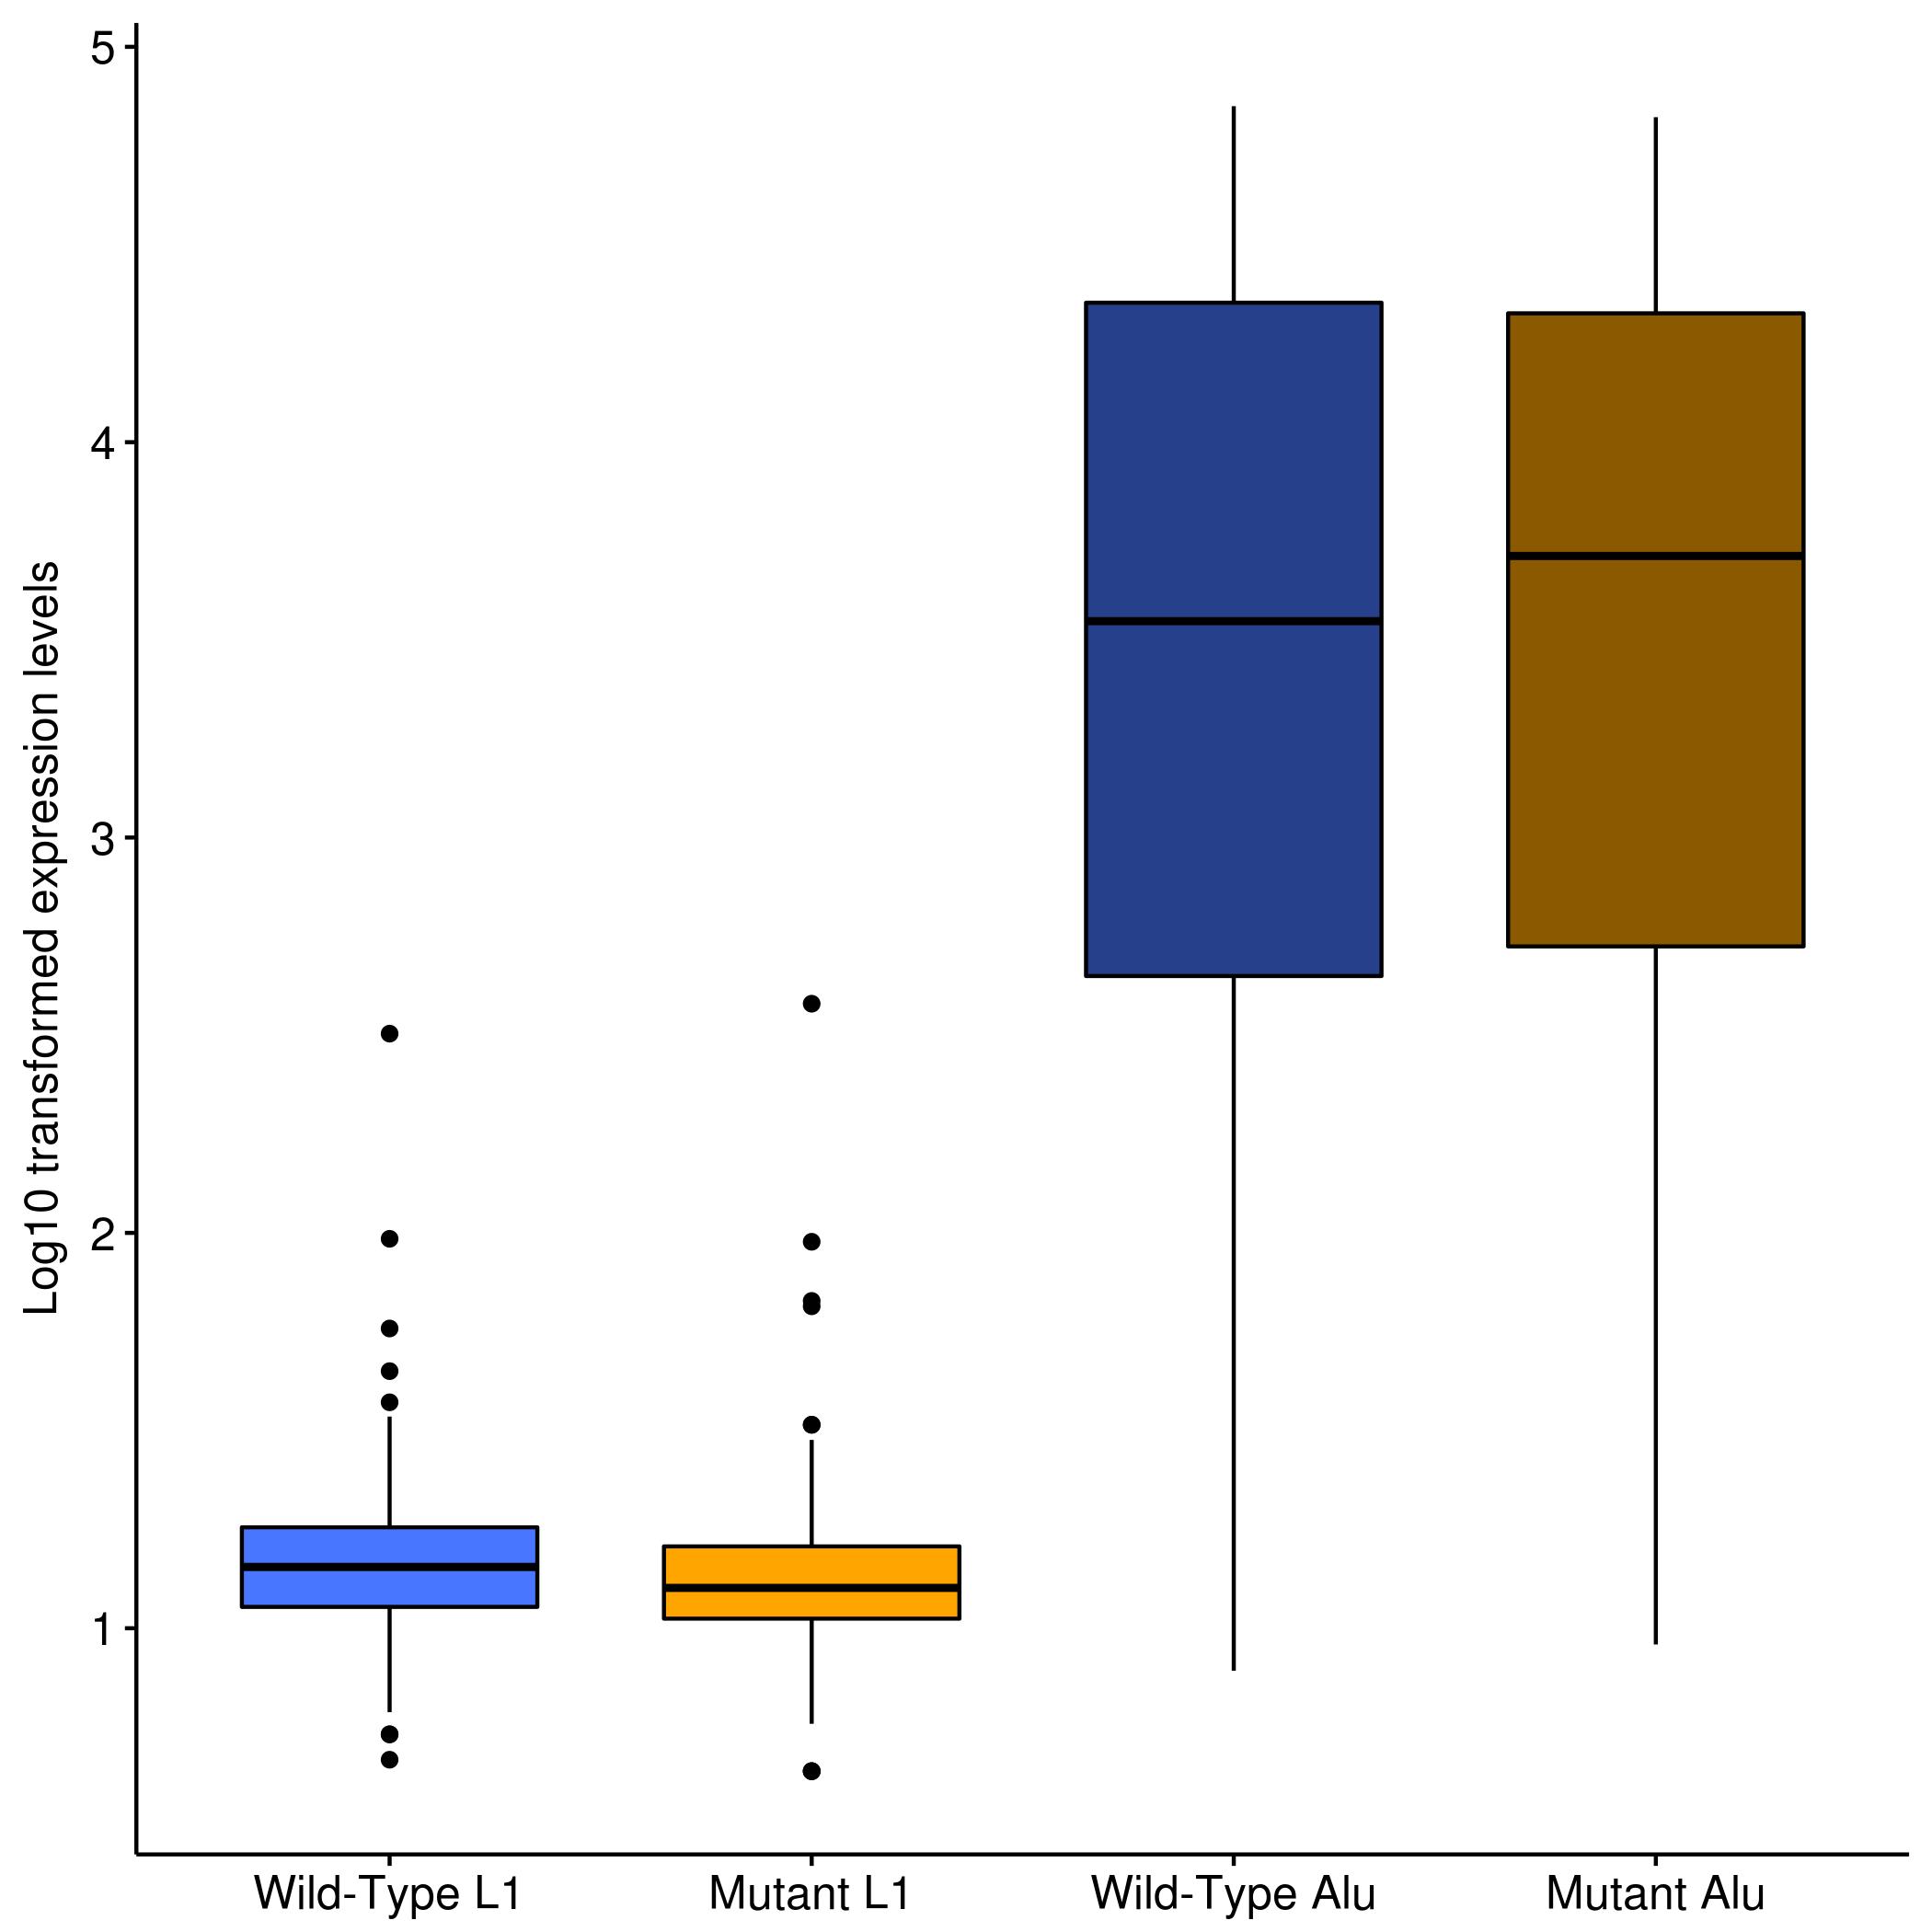 Log10 transformed expression levels
5
4
3
2
1
Wild-Type L1
Mutant L1
Wild-Type Alu
Mutant Alu